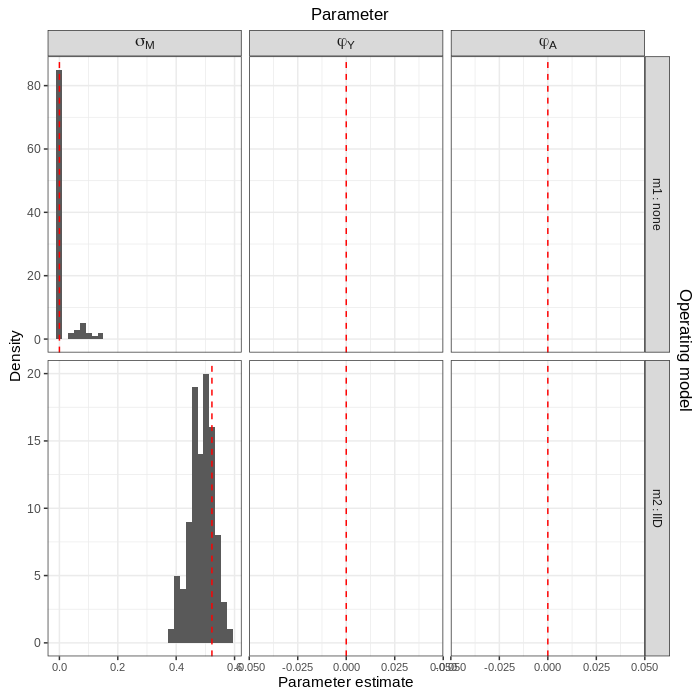 Parameter
σM φY φA
80
60
40
20
0
m1 : none
20
15
10
5
0
m2 : IID
Density
Operating model
0.0 0.2 0.4 0.6 -0.050 -0.025 0.000 0.025 0.050 -0.050 -0.025 0.000 0.025 0.050
Parameter estimate